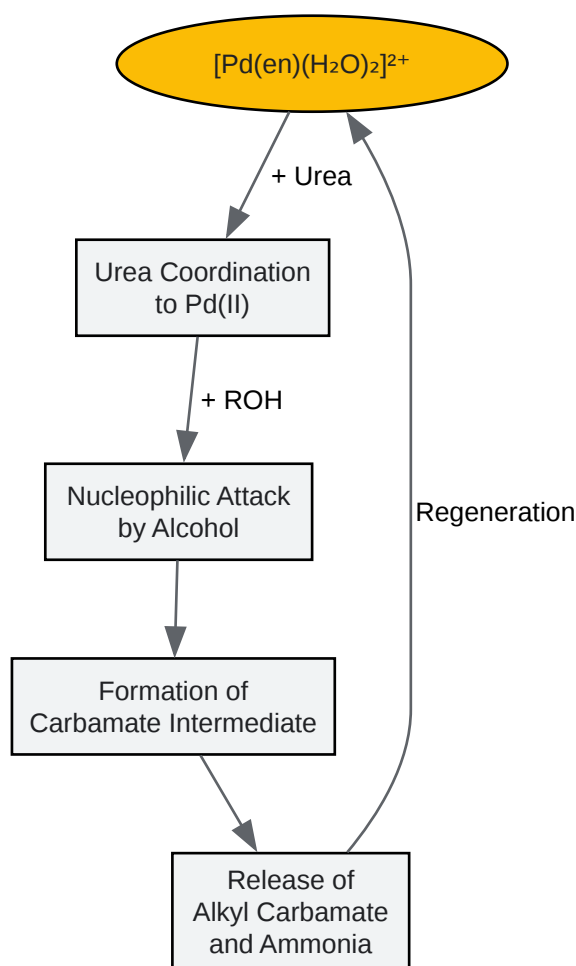 [Pd(en)(H₂O)₂]²⁺
+ Urea
Urea Coordination
to Pd(II)
+ ROH
Nucleophilic Attack
by Alcohol
Regeneration
Formation of
Carbamate Intermediate
Release of
Alkyl Carbamate
and Ammonia